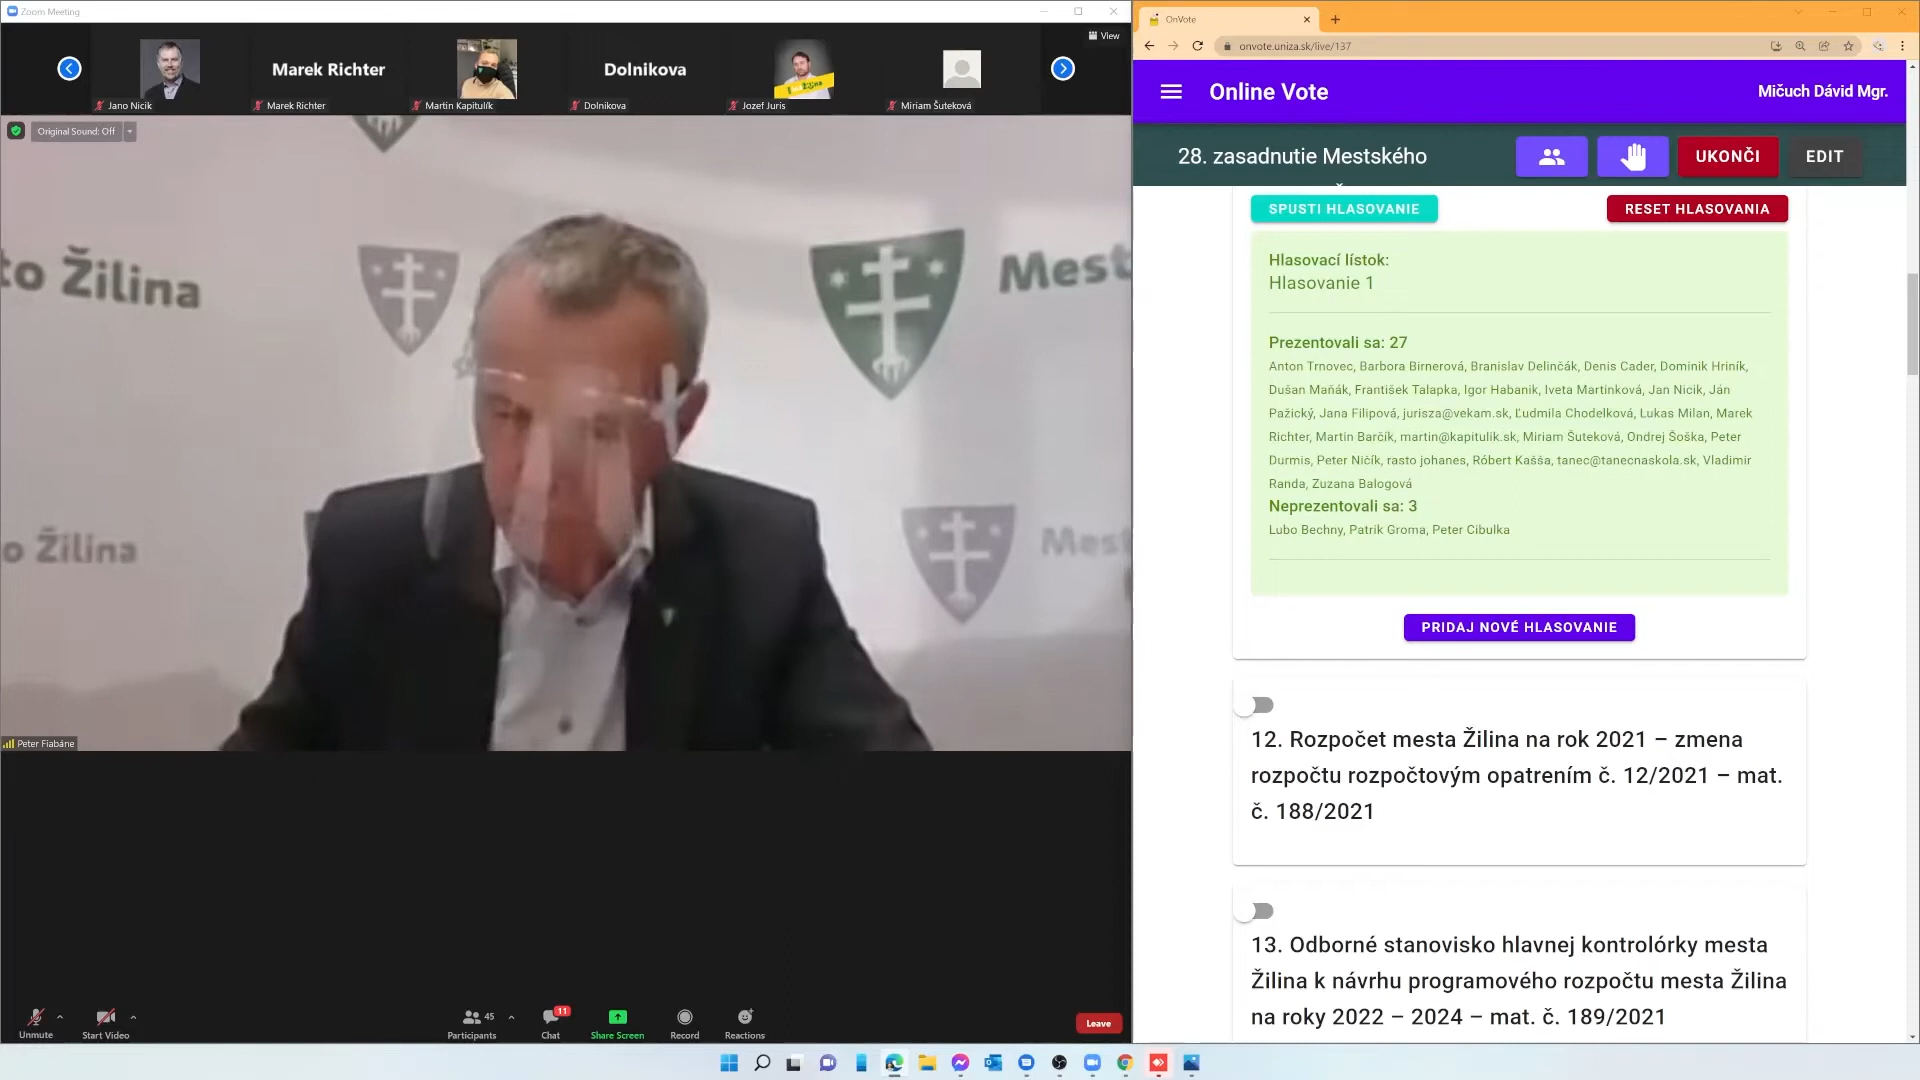 Zoom Meeting
View
Marek Richter
Dolnikova
Jano Nicik
Marek Richter
Martin Kapitulík
Dolnikova
Jozef Juris
Miriam Šuteková
Original Sound: Off
to Žilina
Mest
o Žilina
Mes
Peter Fiabáne
Unmute
Start Video
45
Participants
11
Chat
Share Screen
Record
Reactions
Leave
OnVote
onvote.uniza.sk/live/137
Online Vote
Mičuch Dávid Mgr.
28. zasadnutie Mestského
UKONČI
EDIT
SPUSTI HLASOVANIE
RESET HLASOVANIA
Hlasovací lístok:
Hlasovanie 1
Prezentovali sa: 27
Anton Trnovec, Barbora Birnerová, Branislav Delinčák, Denis Cader, Dominik Hriník,
Dušan Maňák, František Talapka, Igor Habanik, Iveta Martinková, Jan Nicik, Ján
Pažický, Jana Filipová, jurisza@vekam.sk, Ľudmila Chodelková, Lukas Milan, Marek
Richter, Martin Barčík, martin@kapitulik.sk, Miriam Šuteková, Ondrej Šoška, Peter
Durmis, Peter Ničík, rasto johanes, Róbert Kašša, tanec@tanecnaskola.sk, Vladimir
Randa, Zuzana Balogová
Neprezentovali sa: 3
Lubo Bechny, Patrik Groma, Peter Cibulka
PRIDAJ NOVÉ HLASOVANIE
12. Rozpočet mesta Žilina na rok 2021 – zmena
rozpočtu rozpočtovým opatrením č. 12/2021 – mat.
č. 188/2021
13. Odborné stanovisko hlavnej kontrolórky mesta
Žilina k návrhu programového rozpočtu mesta Žilina
na roky 2022 – 2024 – mat. č. 189/2021